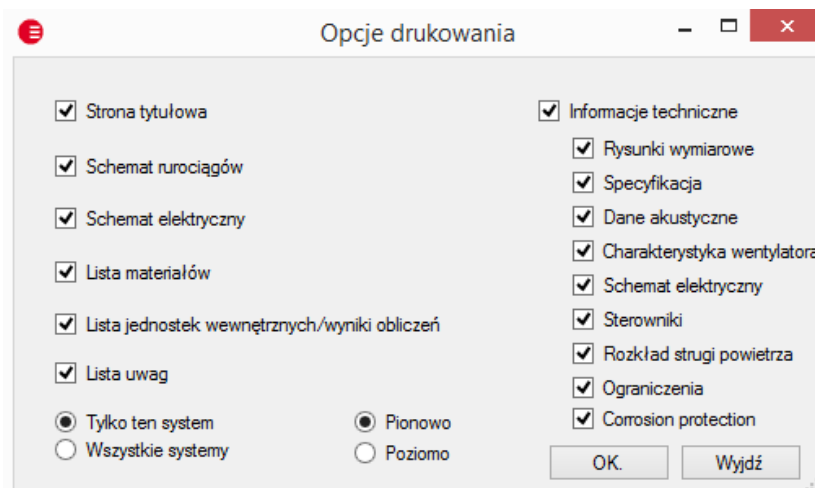 Opcje drukowania
Strona tytułowa
Schemat rurociągów
Schemat elektryczny
Lista materiałów
Lista jednostek wewnętrznych/wyniki obliczeń
Lista uwag
Tylko ten system
Wszystkie systemy
Pionowo
Poziomo
Informacje techniczne
Rysunki wymiarowe
Specyfikacja
Dane akustyczne
Charakterystyka wentylatora
Schemat elektryczny
Sterowniki
Rozkład strugi powietrza
Ograniczenia
Corrosion protection
OK.
Wyjdź